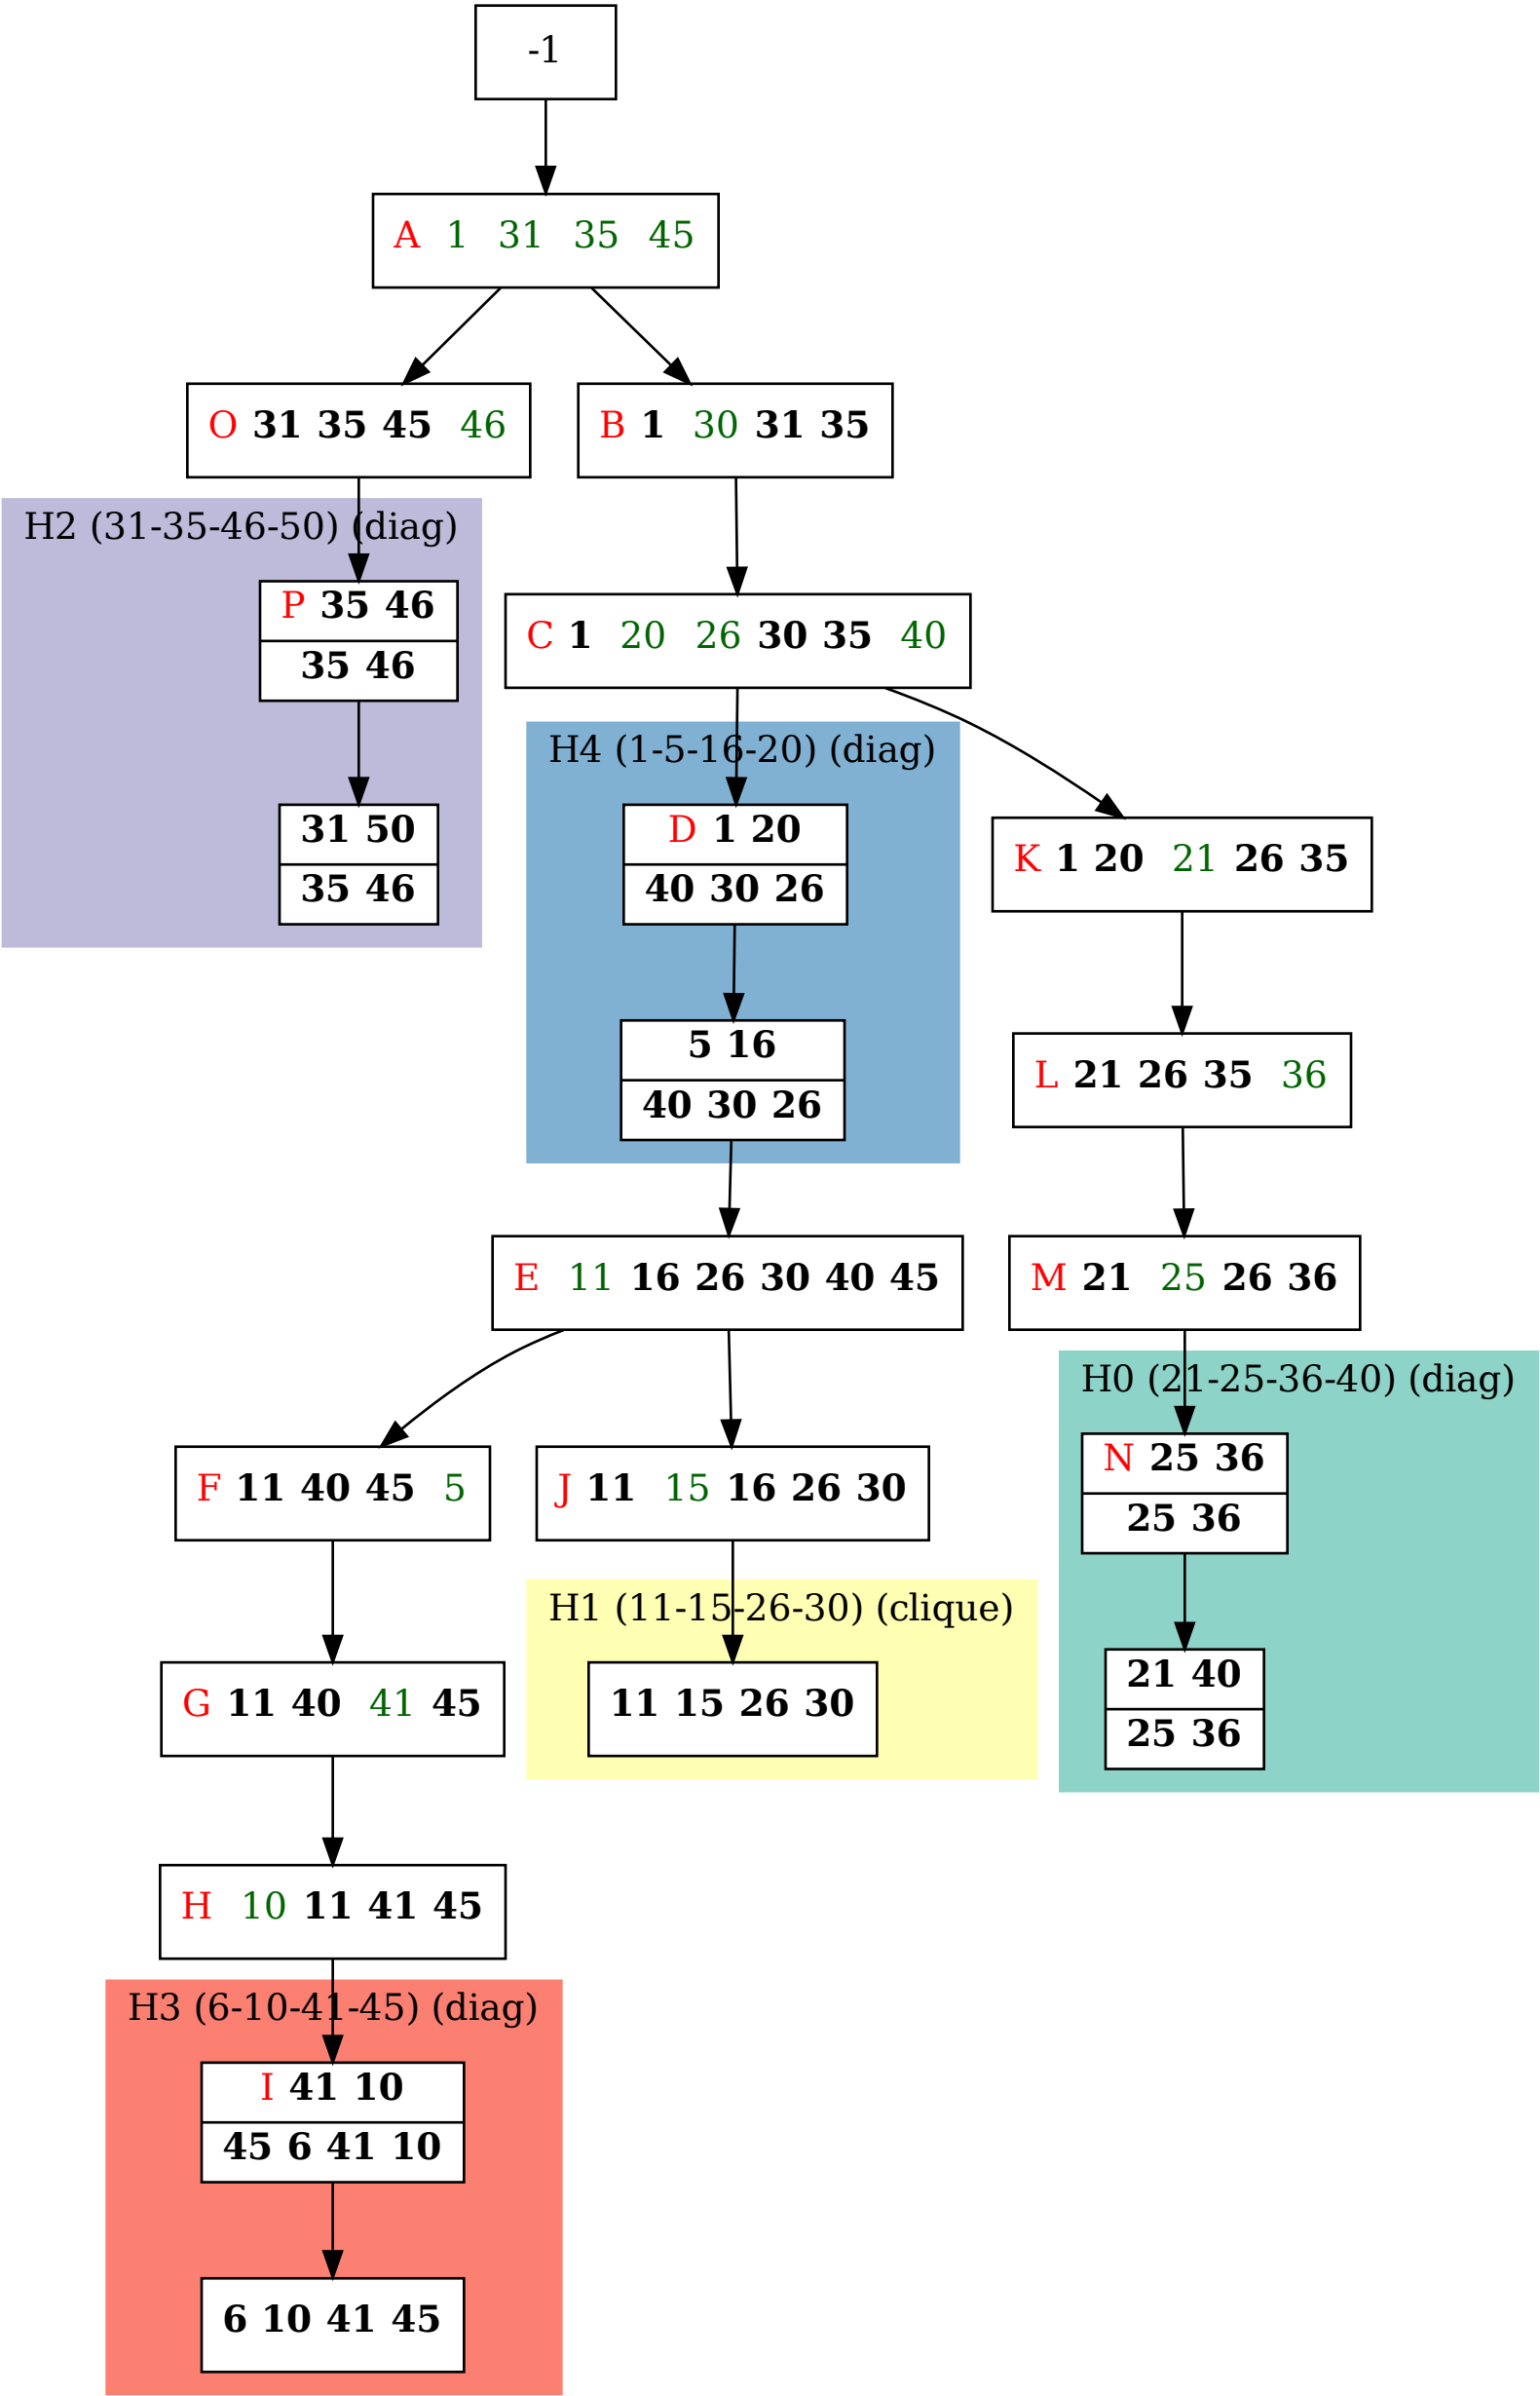 -1
A 1 31 35 45
O 31 35 45 46
B 1 30 31 35
H2 (31-35-46-50) (diag)
P 35 46
35 46
C 1 20 26 30 35 40
H4 (1-5-16-20) (diag)
31 50
35 46
D 1 20
40 30 26
K 1 20 21 26 35
5 16
40 30 26
L 21 26 35 36
E 11 16 26 30 40 45
M 21 25 26 36
H0 (21-25-36-40) (diag)
F 11 40 45 5
J 11 15 16 26 30
N 25 36
25 36
H1 (11-15-26-30) (clique)
G 11 40 41 45
11 15 26 30
21 40
25 36
H 10 11 41 45
H3 (6-10-41-45) (diag)
I 41 10
45 6 41 10
6 10 41 45